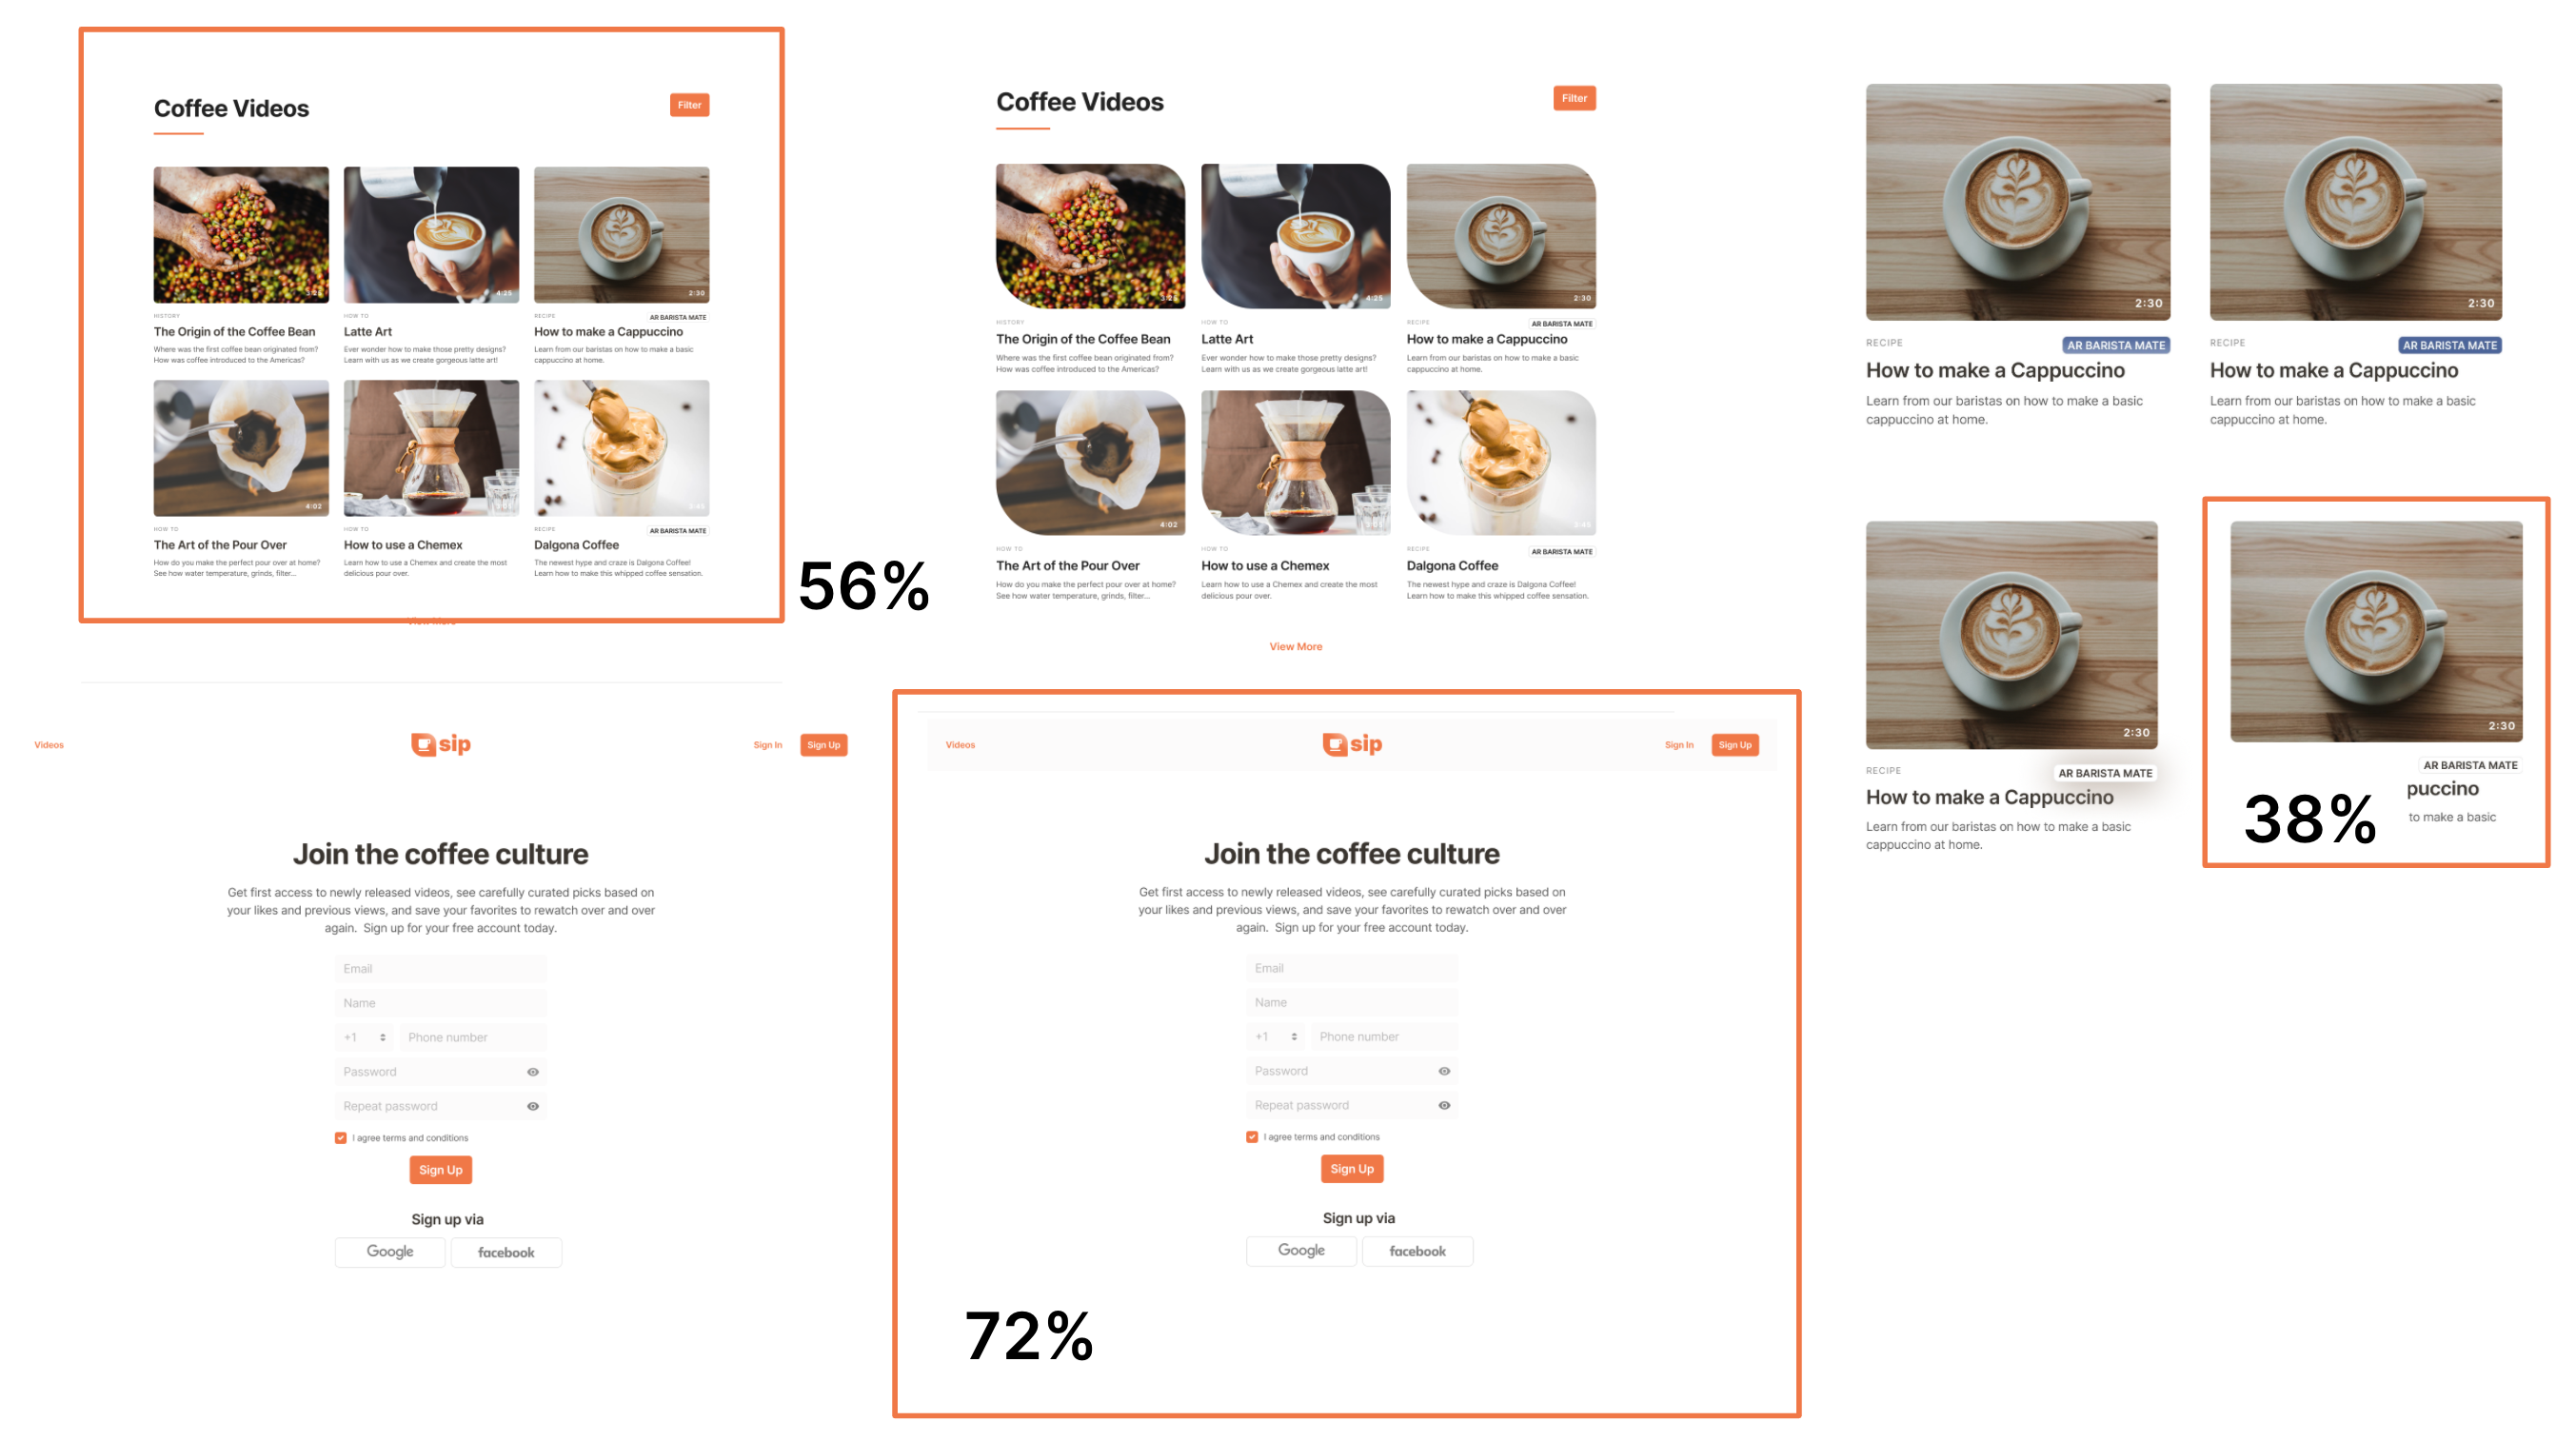 Coffee Videos
Filter
4:25
2:30
HISTORY
HOW TO
RECIPE
AR BARISTA MATE
The Origin of the Coffee Bean
Latte Art
How to make a Cappuccino
Where was the first coffee bean originated from?
How was coffee introduced to the Americas?
Ever wonder how to make those pretty designs?
Learn with us as we create gorgeous latte art!
Learn from our baristas on how to make a basic
cappuccino at home.
4:02
HOW TO
HOW TO
RECIPE
AR BARISTA MATE
The Art of the Pour Over
How to use a Chemex
Dalgona Coffee
How do you make the perfect pour over at home?
See how water temperature, grinds, filter...
Learn how to use a Chemex and create the most
delicious pour over.
The newest hype and craze is Dalgona Coffee!
Learn how to make this whipped coffee sensation.
View More
56%
Coffee Videos
Filter
4:25
2:30
HISTORY
HOW TO
RECIPE
AR BARISTA MATE
The Origin of the Coffee Bean
Latte Art
How to make a Cappuccino
Where was the first coffee bean originated from?
How was coffee introduced to the Americas?
Ever wonder how to make those pretty designs?
Learn with us as we create gorgeous latte art!
Learn from our baristas on how to make a basic
cappuccino at home.
4:02
HOW TO
HOW TO
RECIPE
AR BARISTA MATE
The Art of the Pour Over
How to use a Chemex
Dalgona Coffee
How do you make the perfect pour over at home?
See how water temperature, grinds, filter...
Learn how to use a Chemex and create the most
delicious pour over.
The newest hype and craze is Dalgona Coffee!
Learn how to make this whipped coffee sensation.
View More
2:30
RECIPE
AR BARISTA MATE
How to make a Cappuccino
Learn from our baristas on how to make a basic
cappuccino at home.
2:30
RECIPE
AR BARISTA MATE
How to make a Cappuccino
Learn from our baristas on how to make a basic
cappuccino at home.
2:30
RECIPE
AR BARISTA MATE
How to make a Cappuccino
Learn from our baristas on how to make a basic
cappuccino at home.
2:30
AR BARISTA MATE
puccino
to make a basic
38%
Videos
sip
Sign In
Sign Up
Join the coffee culture
Get first access to newly released videos, see carefully curated picks based on
your likes and previous views, and save your favorites to rewatch over and over
again. Sign up for your free account today.
Email
Name
+1
Phone number
Password
Repeat password
I agree terms and conditions
Sign Up
Sign up via
Google
facebook
Videos
sip
Sign In
Sign Up
Join the coffee culture
Get first access to newly released videos, see carefully curated picks based on
your likes and previous views, and save your favorites to rewatch over and over
again. Sign up for your free account today.
Email
Name
+1
Phone number
Password
Repeat password
I agree terms and conditions
Sign Up
Sign up via
Google
facebook
72%